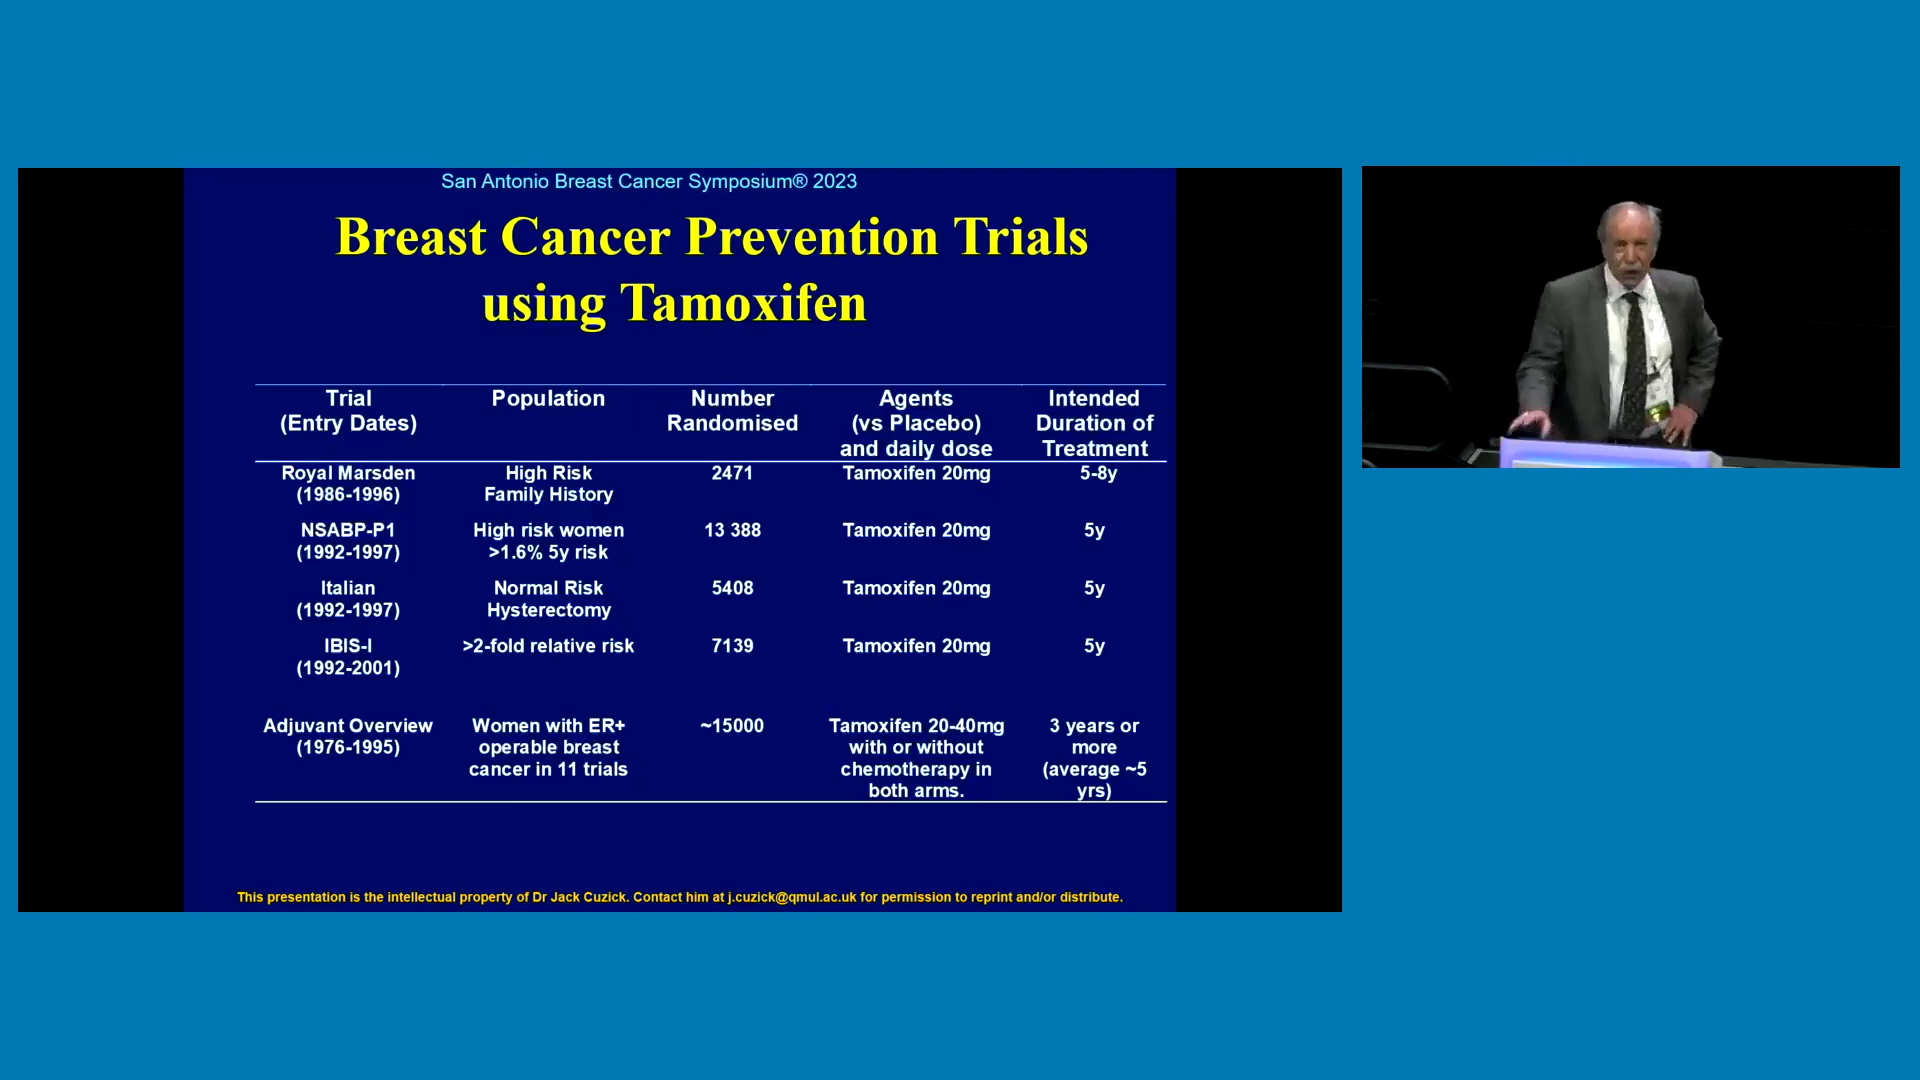 San Antonio Breast Cancer Symposium® 2023
Breast Cancer Prevention Trials
using Tamoxifen
Trial
(Entry Dates)
Population
Number
Randomised
Agents
(vs Placebo)
and daily dose
Intended
Duration of
Treatment
Royal Marsden
(1986-1996)
High Risk
Family History
2471
Tamoxifen 20mg
5-8y
NSABP-P1
(1992-1997)
High risk women
>1.6% 5y risk
13 388
Tamoxifen 20mg
5y
Italian
(1992-1997)
Normal Risk
Hysterectomy
5408
Tamoxifen 20mg
5y
IBIS-I
(1992-2001)
>2-fold relative risk
7139
Tamoxifen 20mg
5y
Adjuvant Overview
(1976-1995)
Women with ER+
operable breast
cancer in 11 trials
~15000
Tamoxifen 20-40mg
with or without
chemotherapy in
both arms.
3 years or
more
(average ~5
yrs)
This presentation is the intellectual property of Dr Jack Cuzick. Contact him at j.cuzick@qmul.ac.uk for permission to reprint and/or distribute.